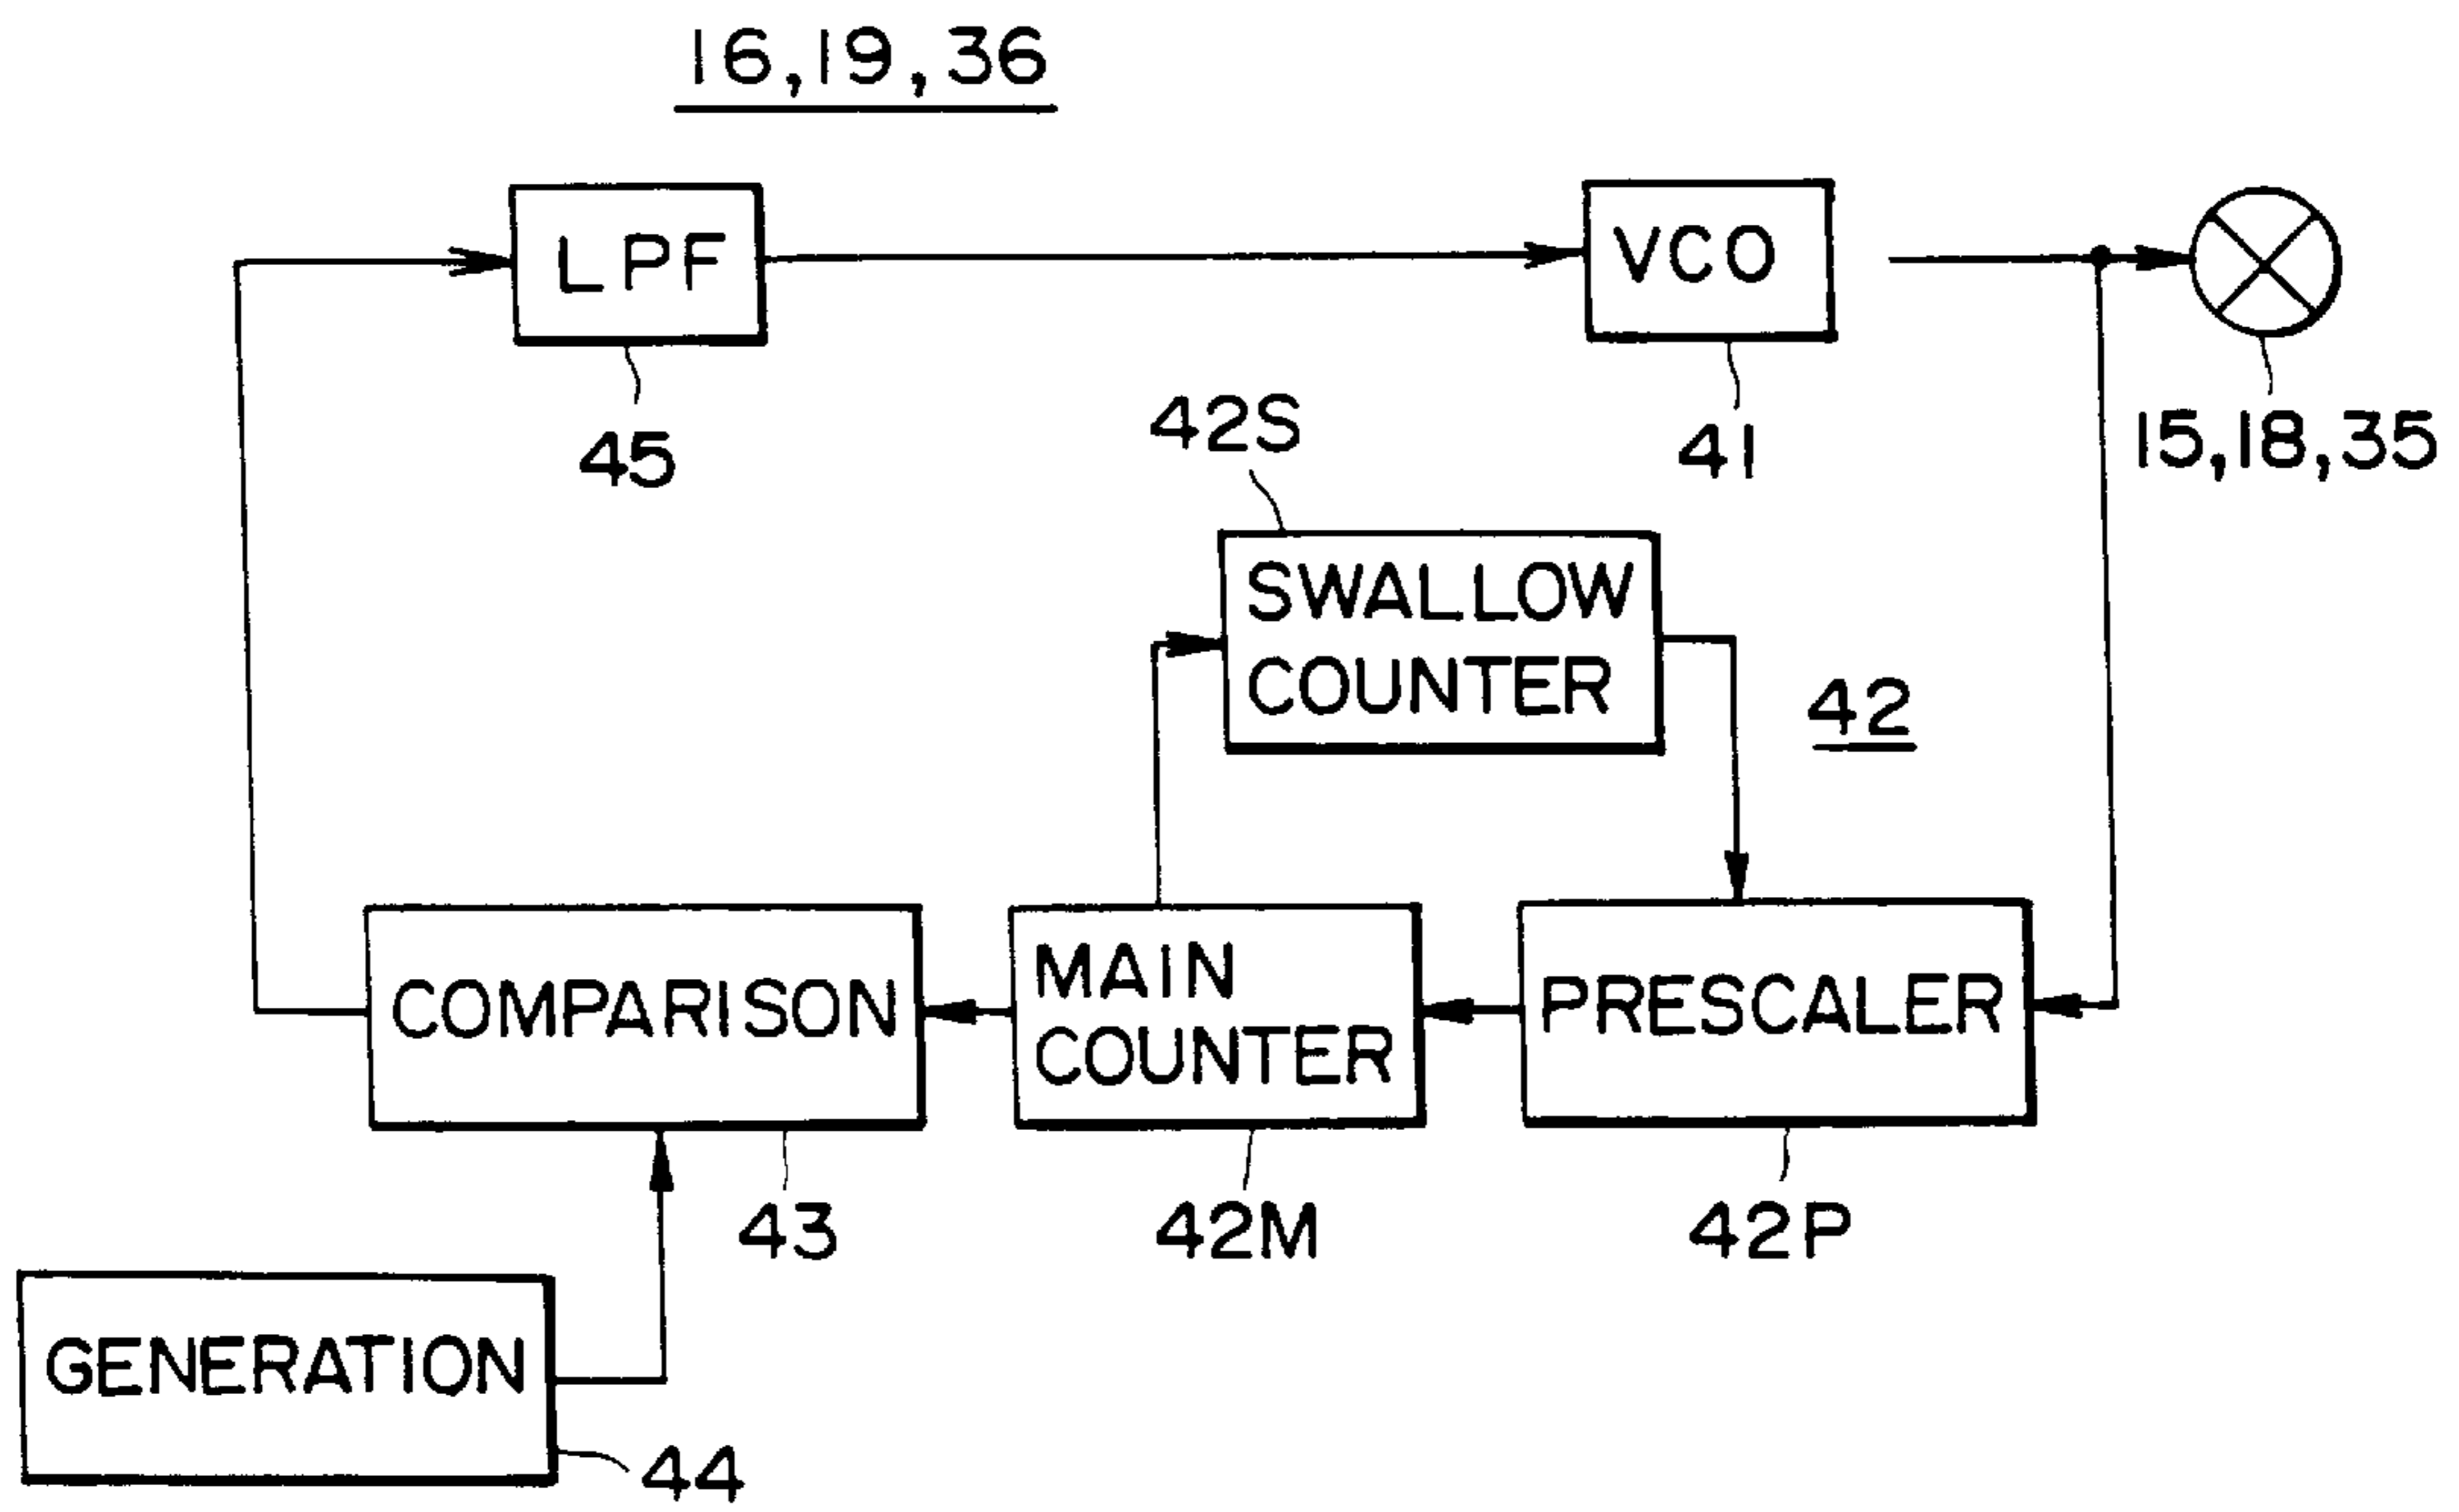 16,19,36
LPF
VCO
45
42S
41
15,18,35
SWALLOW
COUNTER
42
COMPARISON
MAIN
COUNTER
PRESCALER
43
42M
42P
GENERATION
44